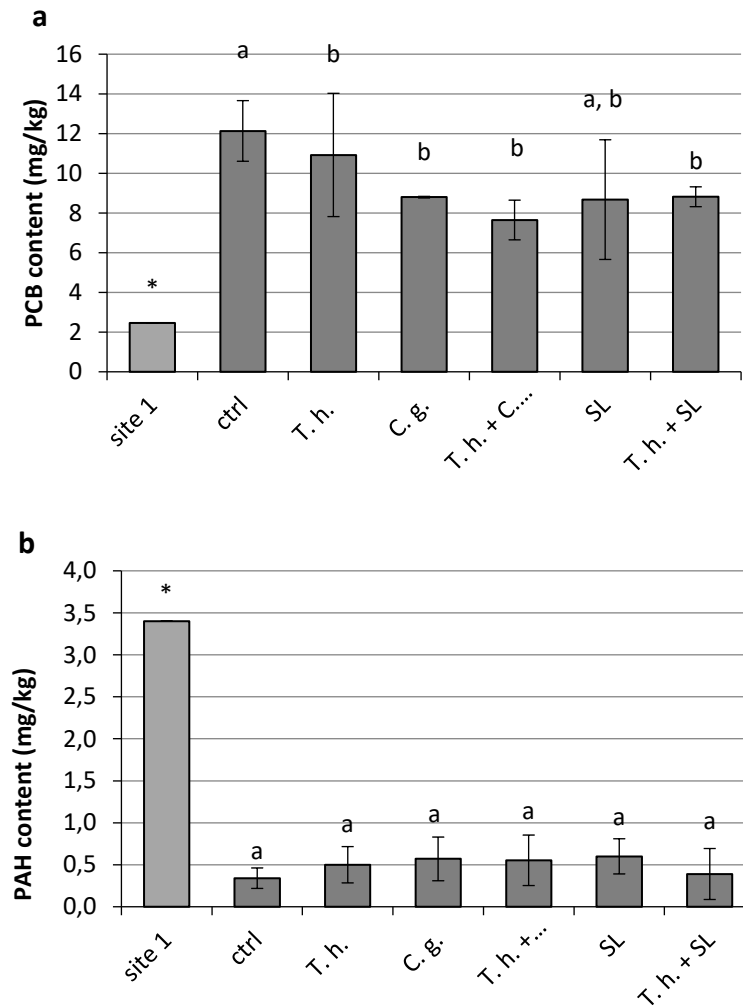 a
PCB content (mg/kg)
16
14
12
10
8
6
4
2
0
*
a
b
b
b
a, b
b
site 1
ctrl
T. h.
C. g.
T. h. + C....
SL
T. h. + SL
b
PAH content (mg/kg)
4,0
3,5
3,0
2,5
2,0
1,5
1,0
0,5
0,0
*
a
a
a
a
a
a
site 1
ctrl
T. h.
C. g.
T. h. +...
SL
T. h. + SL